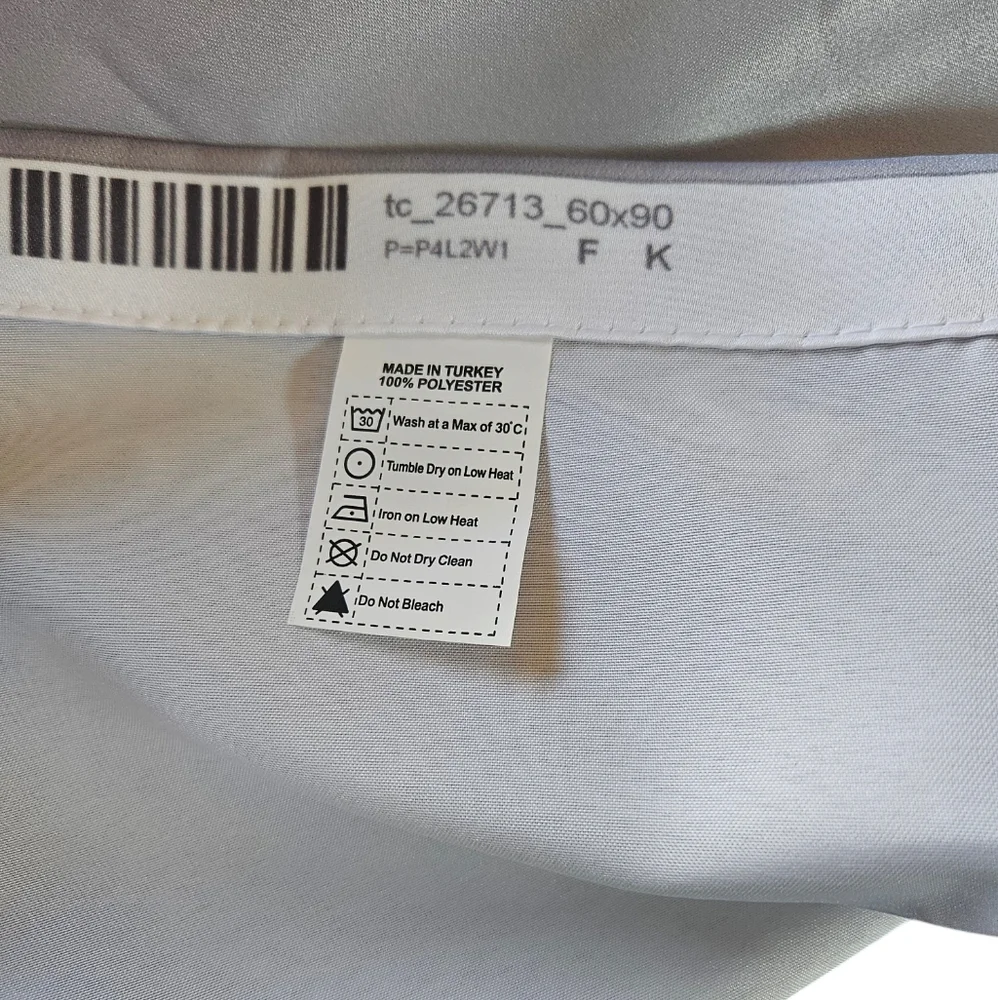 tc_26713_60x90
P=P4L2W1 F K
MADE IN TURKEY
100% POLYESTER
30 Wash at a Max of 30°C
Tumble Dry on Low Heat
Iron on Low Heat
Do Not Dry Clean
Do Not Bleach